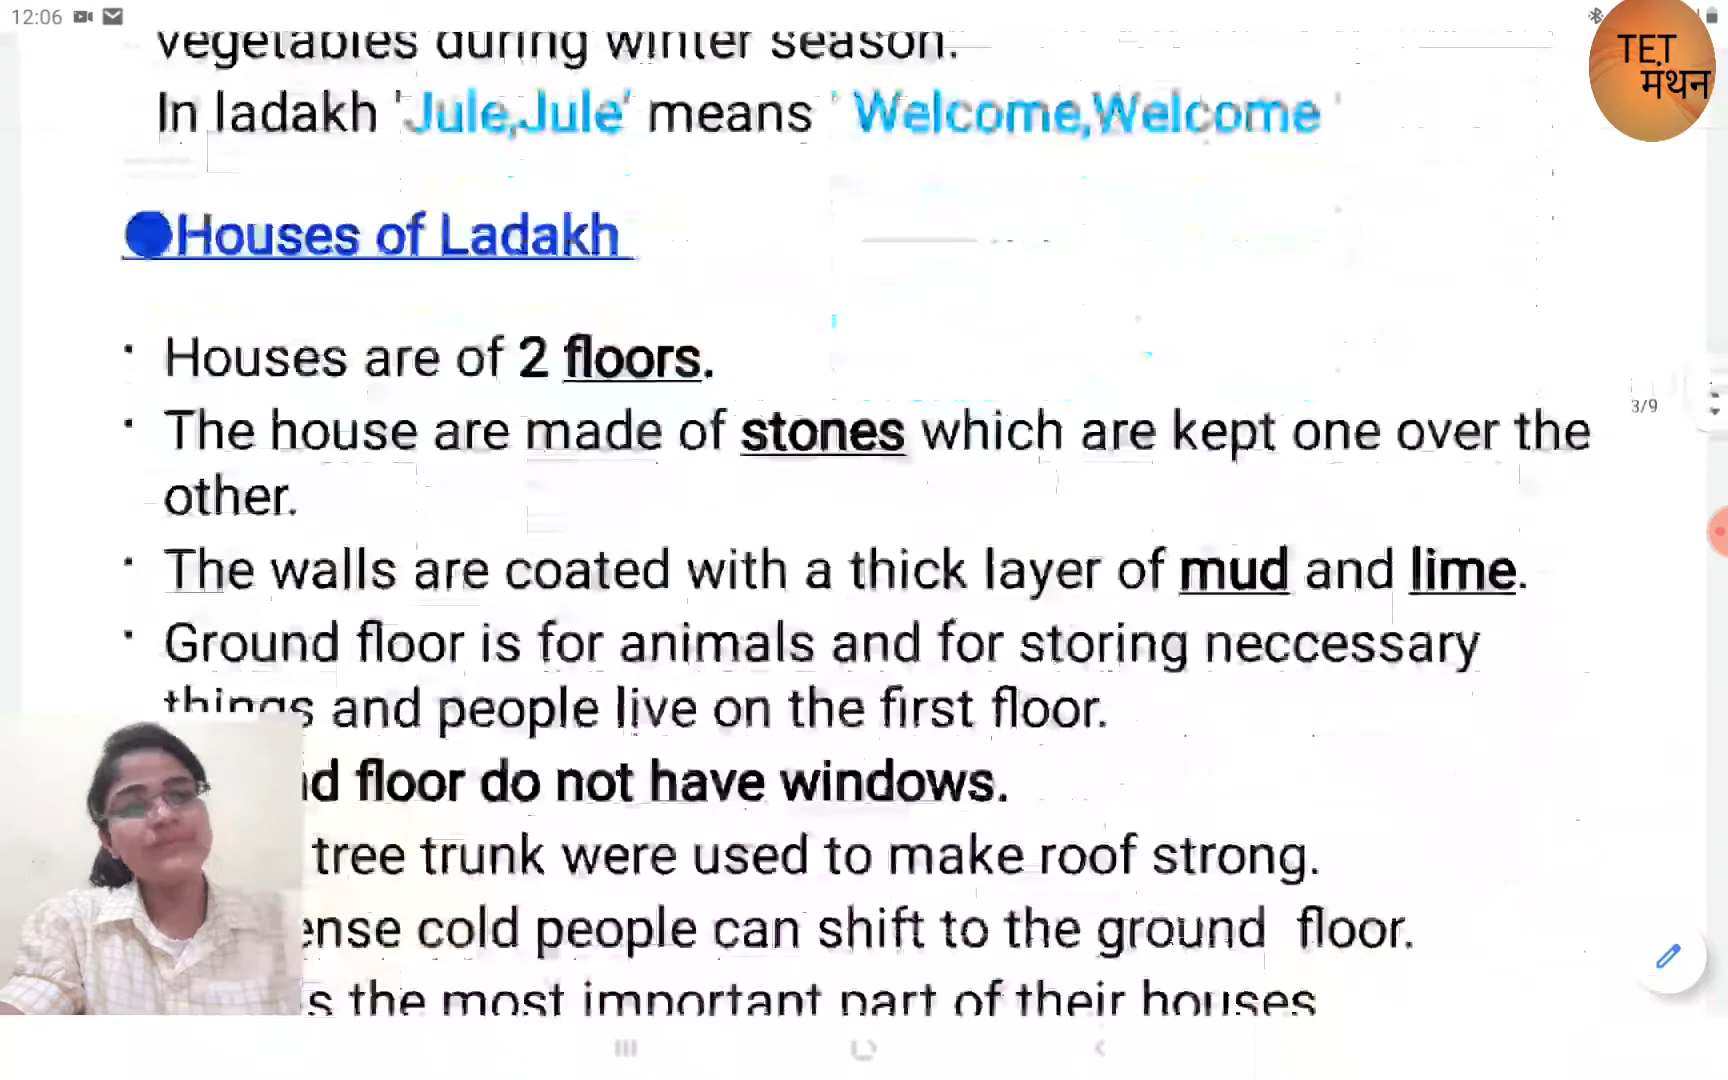 12:06
TET
मंथन
vegetables during winter season.
In ladakh 'Jule,Jule' means ' Welcome,Welcome '
Houses of Ladakh
Houses are of 2 floors.
3/9
The house are made of stones which are kept one over the
other.
The walls are coated with a thick layer of mud and lime.
Ground floor is for animals and for storing neccessary
things and people live on the first floor.
floor do not have windows.
tree trunk were used to make roof strong.
cold people can shift to the ground floor.
the most important part of their houses